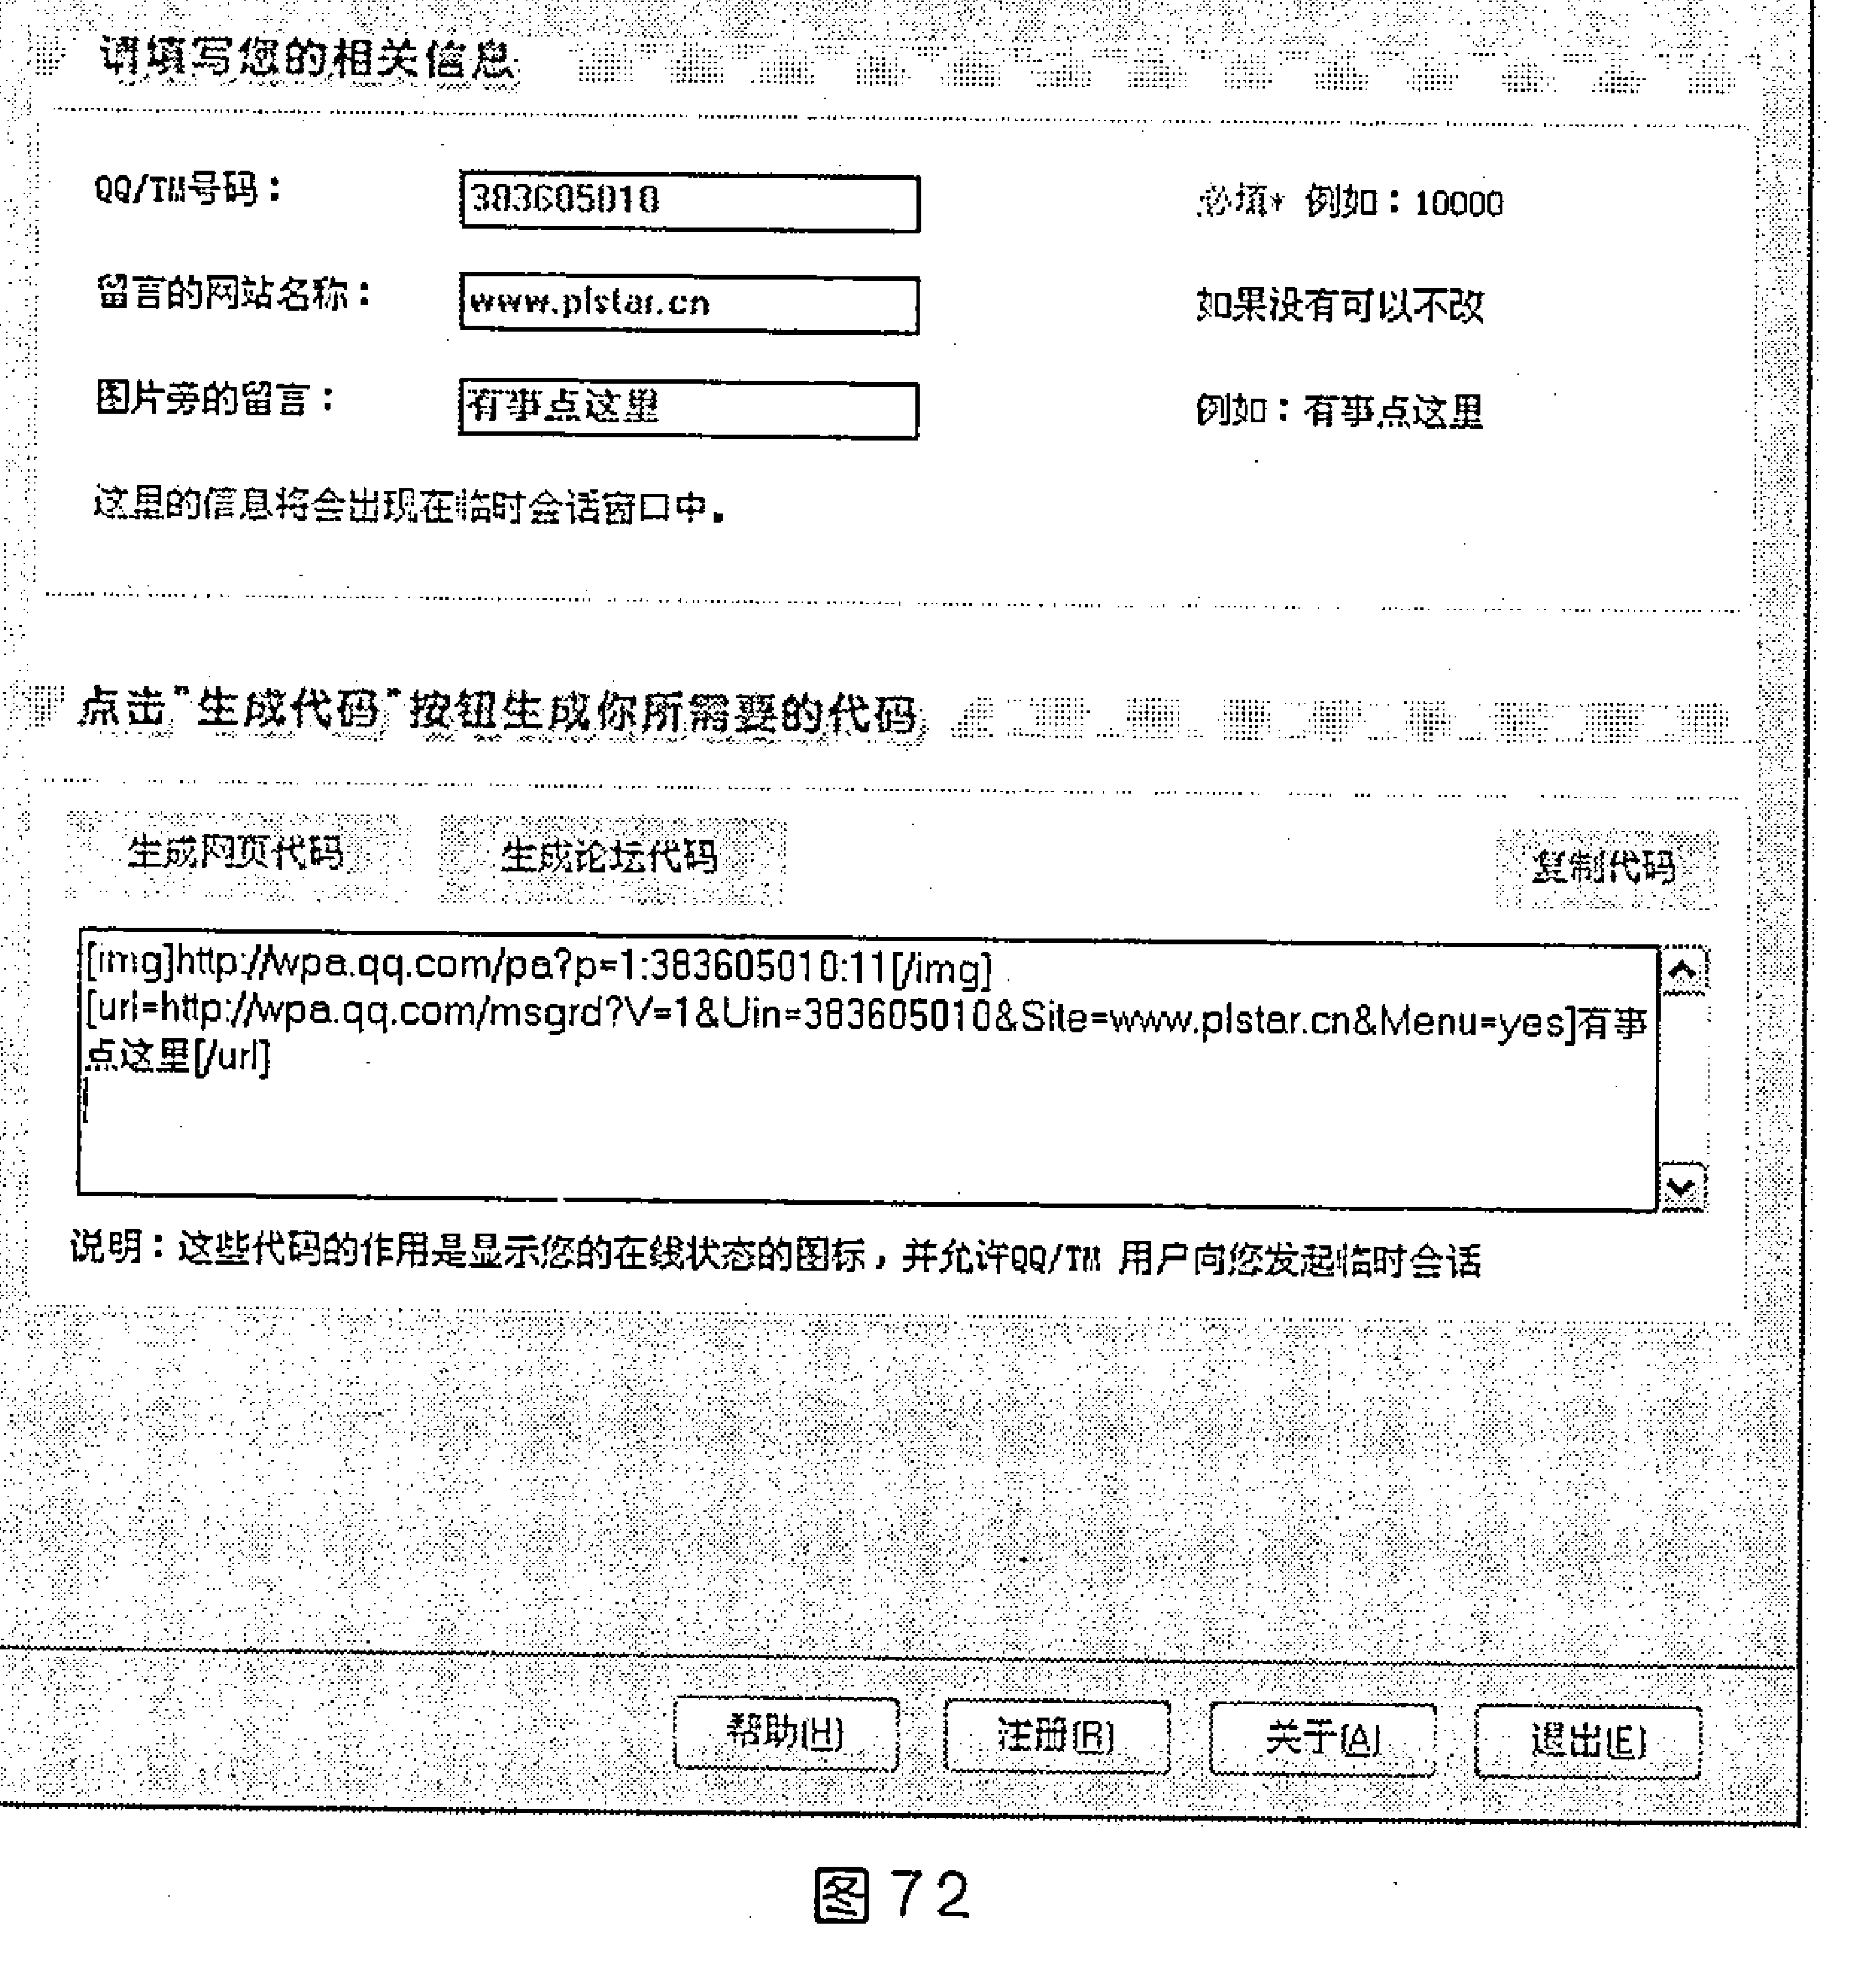 请填写您的相关信息
QQ/TM号码： 383605010 必填* 例如：10000
留言的网站名称： www.plstar.cn 如果没有可以不改
图片旁的留言： 有事点这里 例如：有事点这里
这里的信息将会出现在临时会话窗口中。
点击"生成代码"按钮生成你所需要的代码
生成网页代码 生成论坛代码 复制代码
[img]http://wpa.qq.com/pa?p=1:383605010:11[/img]
[url=http://wpa.qq.com/msgrd?V=1&Uin=383605010&Site=www.plstar.cn&Menu=yes]有事
点这里[/url]
说明：这些代码的作用是显示您的在线状态的图标，并允许QQ/TM 用户向您发起临时会话
帮助(H) 注册(R) 关于(A) 退出(E)
图72